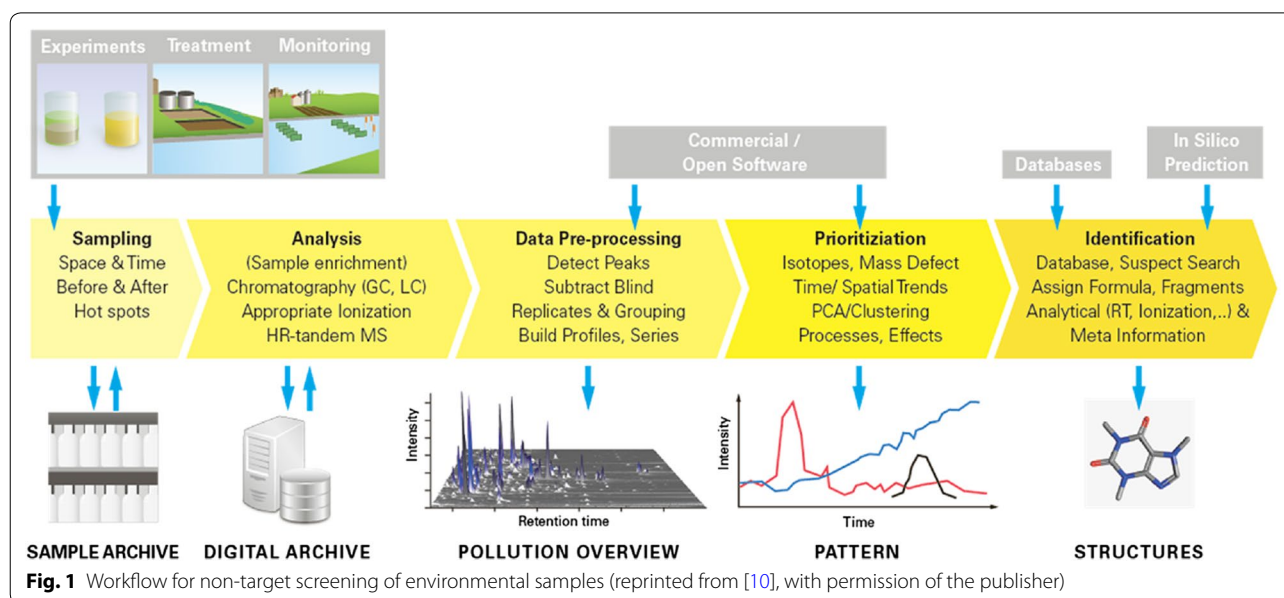 Experiments Treatment Monitoring
Commercial /
Open Software
Databases
In Silico
Prediction
Sampling
Space & Time
Before & After
Hot spots
Analysis
(Sample enrichment)
Chromatography (GC, LC)
Appropriate Ionization
HR-tandem MS
Data Pre-processing
Detect Peaks
Subtract Blind
Replicates & Grouping
Build Profiles, Series
Prioritiziation
Isotopes, Mass Defect
Time/ Spatial Trends
PCA/Clustering
Processes, Effects
Identification
Database, Suspect Search
Assign Formula, Fragments
Analytical (RT, Ionization,..) &
Meta Information
Intensity
Retention time
Intensity
Time
SAMPLE ARCHIVE
DIGITAL ARCHIVE
POLLUTION OVERVIEW
PATTERN
STRUCTURES
Fig. 1 Workflow for non-target screening of environmental samples (reprinted from [10], with permission of the publisher)